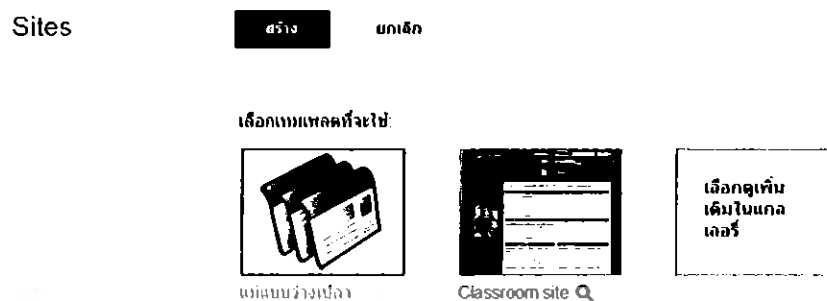 Sites
สร้าง ยกเลิก
เลือกเทมเพลตที่จะใช้:
เลือกดูเพิ่ม
เติมในแกล
เลอรี่
แม่แบบว่างเปล่า
Classroom site